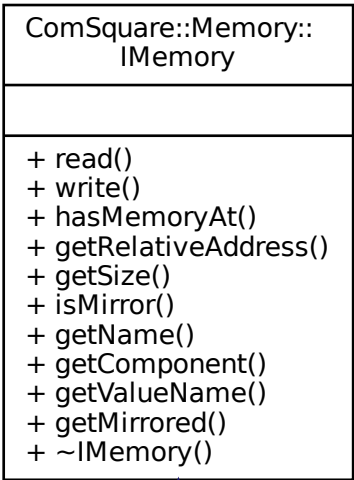 ComSquare::Memory::
IMemory
+ read()
+ write()
+ hasMemoryAt()
+ getRelativeAddress()
+ getSize()
+ isMirror()
+ getName()
+ getComponent()
+ getValueName()
+ getMirrored()
+ ~IMemory()